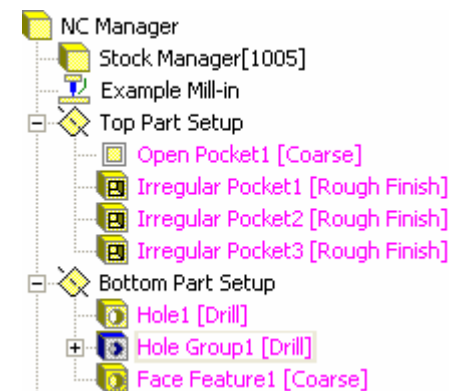 NC Manager
Stock Manager[1005]
Example Mill-in
Top Part Setup
Open Pocket1 [Coarse]
Irregular Pocket1 [Rough Finish]
Irregular Pocket2 [Rough Finish]
Irregular Pocket3 [Rough Finish]
Bottom Part Setup
Hole1 [Drill]
Hole Group1 [Drill]
Face Feature1 [Coarse]